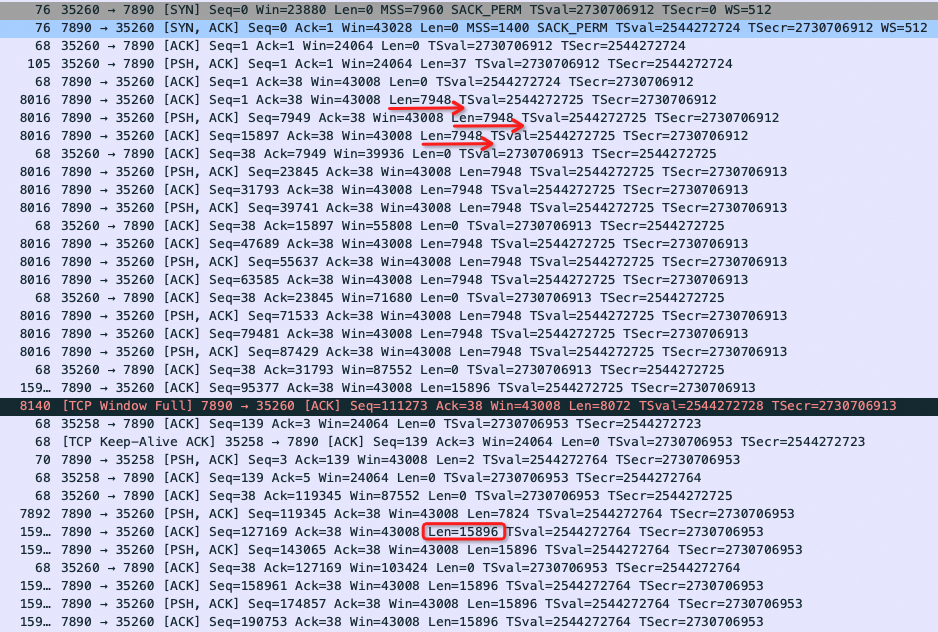 76 35260 → 7890 [SYN] Seq=0 Win=23880 Len=0 MSS=7960 SACK_PERM TSval=2730706912 TSecr=0 WS=512
76 7890 → 35260 [SYN, ACK] Seq=0 Ack=1 Win=43028 Len=0 MSS=1400 SACK_PERM TSval=2544272724 TSecr=2730706912 WS=512
68 35260 → 7890 [ACK] Seq=1 Ack=1 Win=24064 Len=0 TSval=2730706912 TSecr=2544272724
105 35260 → 7890 [PSH, ACK] Seq=1 Ack=1 Win=24064 Len=37 TSval=2730706912 TSecr=2544272724
68 7890 → 35260 [ACK] Seq=1 Ack=38 Win=43008 Len=0 TSval=2544272724 TSecr=2730706912
8016 7890 → 35260 [ACK] Seq=1 Ack=38 Win=43008 Len=7948 TSval=2544272725 TSecr=2730706912
8016 7890 → 35260 [PSH, ACK] Seq=7949 Ack=38 Win=43008 Len=7948 TSval=2544272725 TSecr=2730706912
8016 7890 → 35260 [ACK] Seq=15897 Ack=38 Win=43008 Len=7948 TSval=2544272725 TSecr=2730706912
68 35260 → 7890 [ACK] Seq=38 Ack=7949 Win=39936 Len=0 TSval=2730706913 TSecr=2544272725
8016 7890 → 35260 [PSH, ACK] Seq=23845 Ack=38 Win=43008 Len=7948 TSval=2544272725 TSecr=2730706913
8016 7890 → 35260 [ACK] Seq=31793 Ack=38 Win=43008 Len=7948 TSval=2544272725 TSecr=2730706913
8016 7890 → 35260 [PSH, ACK] Seq=39741 Ack=38 Win=43008 Len=7948 TSval=2544272725 TSecr=2730706913
68 35260 → 7890 [ACK] Seq=38 Ack=15897 Win=55808 Len=0 TSval=2730706913 TSecr=2544272725
8016 7890 → 35260 [ACK] Seq=47689 Ack=38 Win=43008 Len=7948 TSval=2544272725 TSecr=2730706913
8016 7890 → 35260 [PSH, ACK] Seq=55637 Ack=38 Win=43008 Len=7948 TSval=2544272725 TSecr=2730706913
8016 7890 → 35260 [ACK] Seq=63585 Ack=38 Win=43008 Len=7948 TSval=2544272725 TSecr=2730706913
68 35260 → 7890 [ACK] Seq=38 Ack=23845 Win=71680 Len=0 TSval=2730706913 TSecr=2544272725
8016 7890 → 35260 [PSH, ACK] Seq=71533 Ack=38 Win=43008 Len=7948 TSval=2544272725 TSecr=2730706913
8016 7890 → 35260 [ACK] Seq=79481 Ack=38 Win=43008 Len=7948 TSval=2544272725 TSecr=2730706913
8016 7890 → 35260 [PSH, ACK] Seq=87429 Ack=38 Win=43008 Len=7948 TSval=2544272725 TSecr=2730706913
68 35260 → 7890 [ACK] Seq=38 Ack=31793 Win=87552 Len=0 TSval=2730706913 TSecr=2544272725
159… 7890 → 35260 [ACK] Seq=95377 Ack=38 Win=43008 Len=15896 TSval=2544272725 TSecr=2730706913
8140 [TCP Window Full] 7890 → 35260 [ACK] Seq=111273 Ack=38 Win=43008 Len=8072 TSval=2544272728 TSecr=2730706913
68 35258 → 7890 [ACK] Seq=139 Ack=3 Win=24064 Len=0 TSval=2730706953 TSecr=2544272723
68 [TCP Keep-Alive ACK] 35258 → 7890 [ACK] Seq=139 Ack=3 Win=24064 Len=0 TSval=2730706953 TSecr=2544272723
70 7890 → 35258 [PSH, ACK] Seq=3 Ack=139 Win=43008 Len=2 TSval=2544272764 TSecr=2730706953
68 35258 → 7890 [ACK] Seq=139 Ack=5 Win=24064 Len=0 TSval=2730706953 TSecr=2544272764
68 35260 → 7890 [ACK] Seq=38 Ack=119345 Win=87552 Len=0 TSval=2730706953 TSecr=2544272725
7892 7890 → 35260 [PSH, ACK] Seq=119345 Ack=38 Win=43008 Len=7824 TSval=2544272764 TSecr=2730706953
159… 7890 → 35260 [ACK] Seq=127169 Ack=38 Win=43008 Len=15896 TSval=2544272764 TSecr=2730706953
159… 7890 → 35260 [PSH, ACK] Seq=143065 Ack=38 Win=43008 Len=15896 TSval=2544272764 TSecr=2730706953
68 35260 → 7890 [ACK] Seq=38 Ack=127169 Win=103424 Len=0 TSval=2730706953 TSecr=2544272764
159… 7890 → 35260 [ACK] Seq=158961 Ack=38 Win=43008 Len=15896 TSval=2544272764 TSecr=2730706953
159… 7890 → 35260 [PSH, ACK] Seq=174857 Ack=38 Win=43008 Len=15896 TSval=2544272764 TSecr=2730706953
159… 7890 → 35260 [ACK] Seq=190753 Ack=38 Win=43008 Len=15896 TSval=2544272764 TSecr=2730706953